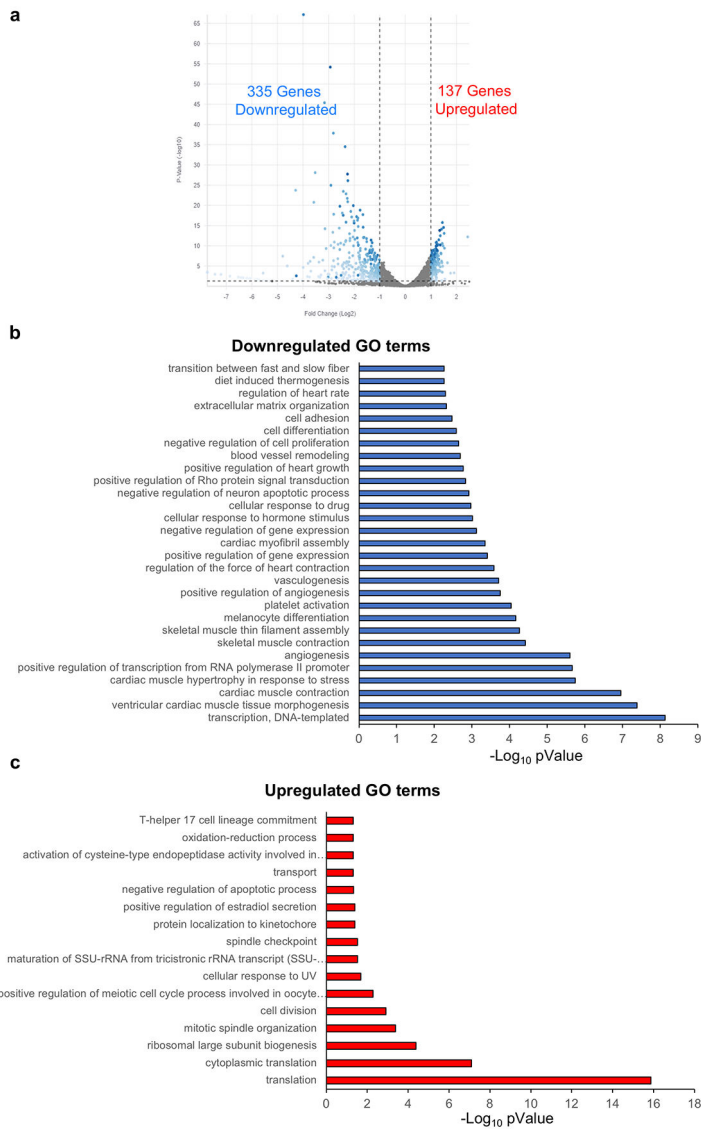 a
65
60
55
50
45
40
35
30
25
20
15
10
5
P-Value (-log10)
335 Genes
Downregulated
137 Genes
Upregulated
-7 -6 -5 -4 -3 -2 -1 0 1 2
Fold Change (Log2)
b
Downregulated GO terms
transition between fast and slow fiber
diet induced thermogenesis
regulation of heart rate
extracellular matrix organization
cell adhesion
cell differentiation
negative regulation of cell proliferation
blood vessel remodeling
positive regulation of heart growth
positive regulation of Rho protein signal transduction
negative regulation of neuron apoptotic process
cellular response to drug
cellular response to hormone stimulus
negative regulation of gene expression
cardiac myofibril assembly
positive regulation of gene expression
regulation of the force of heart contraction
vasculogenesis
positive regulation of angiogenesis
platelet activation
melanocyte differentiation
skeletal muscle thin filament assembly
skeletal muscle contraction
angiogenesis
positive regulation of transcription from RNA polymerase II promoter
cardiac muscle hypertrophy in response to stress
cardiac muscle contraction
ventricular cardiac muscle tissue morphogenesis
transcription, DNA-templated
0 1 2 3 4 5 6 7 8 9
-Log10 pValue
c
Upregulated GO terms
T-helper 17 cell lineage commitment
oxidation-reduction process
activation of cysteine-type endopeptidase activity involved in…
transport
negative regulation of apoptotic process
positive regulation of estradiol secretion
protein localization to kinetochore
spindle checkpoint
maturation of SSU-rRNA from tricistronic rRNA transcript (SSU-…
cellular response to UV
positive regulation of meiotic cell cycle process involved in oocyte…
cell division
mitotic spindle organization
ribosomal large subunit biogenesis
cytoplasmic translation
translation
0 2 4 6 8 10 12 14 16 18
-Log10 pValue